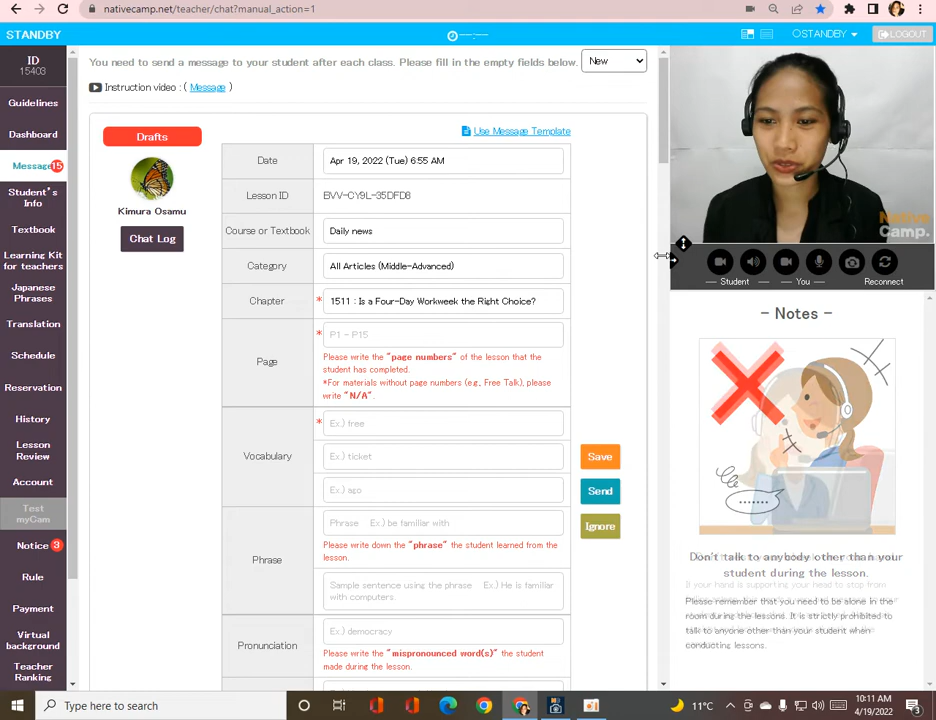 nativecamp.net/teacher/chat?manual_action=1
STANDBY
STANDBY
LOGOUT
ID
15403
Guidelines
Dashboard
Message 15
Student's
Info
Textbook
Learning Kit
for teachers
Japanese
Phrases
Translation
Schedule
Reservation
History
Lesson
Review
Account
Test
myCam
Notice 3
Rule
Payment
Virtual
background
Teacher
Ranking
You need to send a message to your student after each class. Please fill in the empty fields below.
New
Instruction video : ( Message )
Drafts
Kimura Osamu
Chat Log
Use Message Template
Date
Apr 19, 2022 (Tue) 6:55 AM
Lesson ID
BVV-CY9L-35DFD8
Course or Textbook
Daily news
Category
All Articles (Middle-Advanced)
Chapter
* 1511 : Is a Four-Day Workweek the Right Choice?
Page
* P1 - P15
Please write the "page numbers" of the lesson that the
student has completed.
*For materials without page numbers (e.g., Free Talk), please
write "N/A".
Vocabulary
* Ex.) free
Ex.) ticket
Ex.) ago
Phrase
Phrase Ex.) be familiar with
Please write down the "phrase" the student learned from the
lesson.
Sample sentence using the phrase Ex.) He is familiar
with computers.
Pronunciation
Ex.) democracy
Please write the "mispronounced word(s)" the student
made during the lesson.
Save
Send
Ignore
Native
Camp.
Student
You
Reconnect
- Notes -
Don't talk to anybody other than your
student during the lesson.
Please remember that you need to be alone in the
room during the lessons. It is strictly prohibited to
talk to anyone other than your student while
conducting lessons.
Type here to search
11°C
10:11 AM
4/19/2022
3